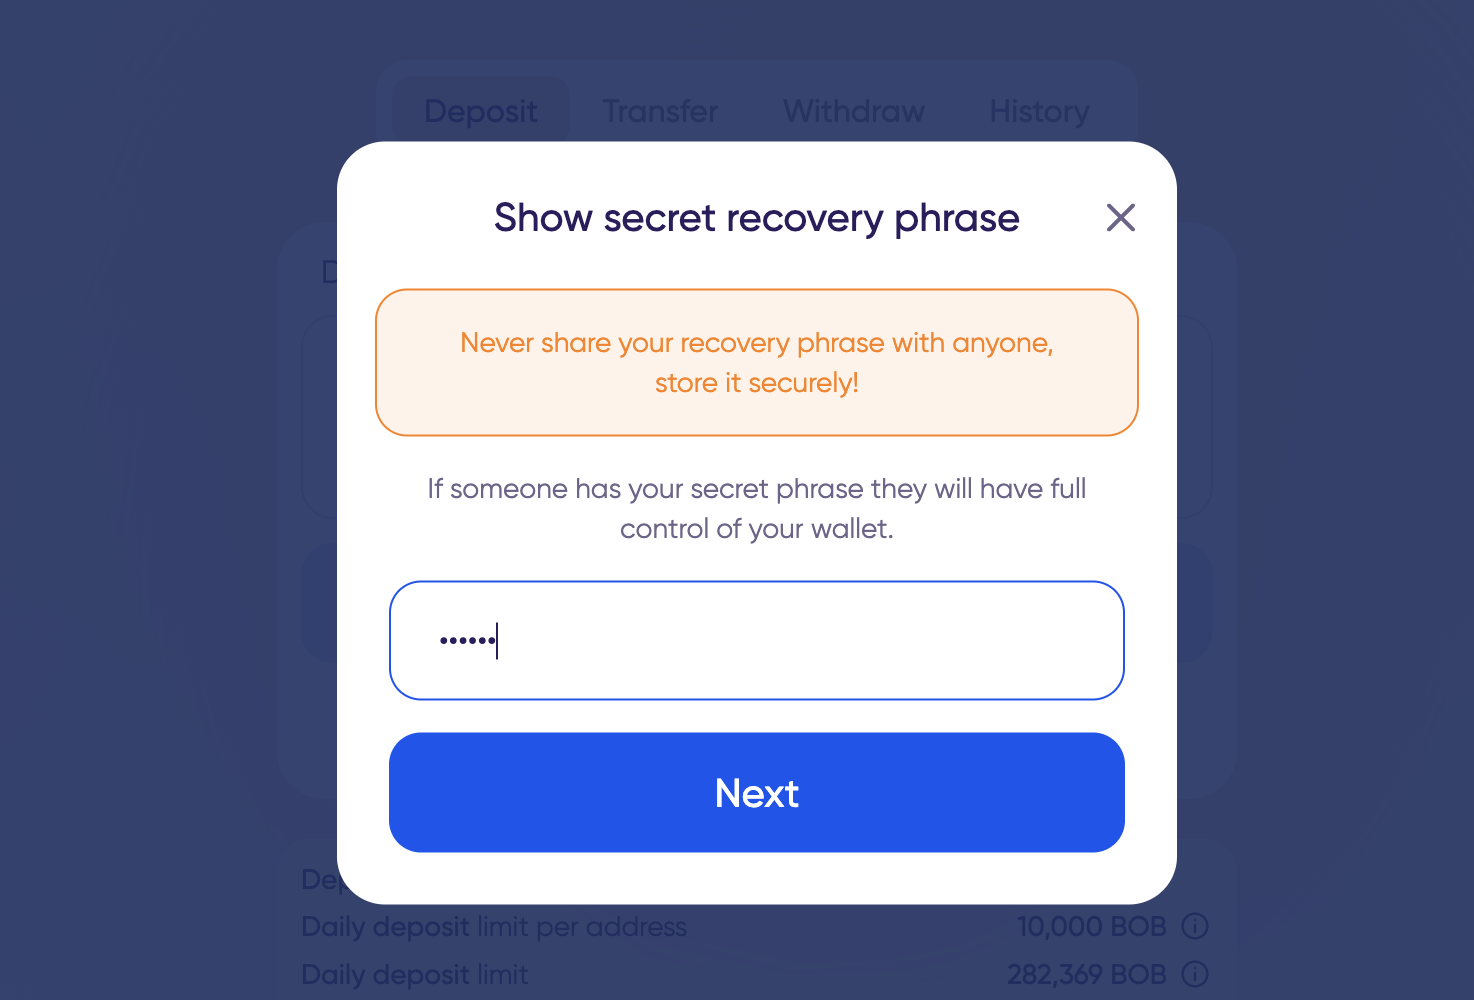 Deposit Transfer Withdraw History
Show secret recovery phrase
Never share your recovery phrase with anyone,
store it securely!
If someone has your secret phrase they will have full
control of your wallet.
••••••
Next
Daily deposit limit per address 10,000 BOB
Daily deposit limit 282,369 BOB